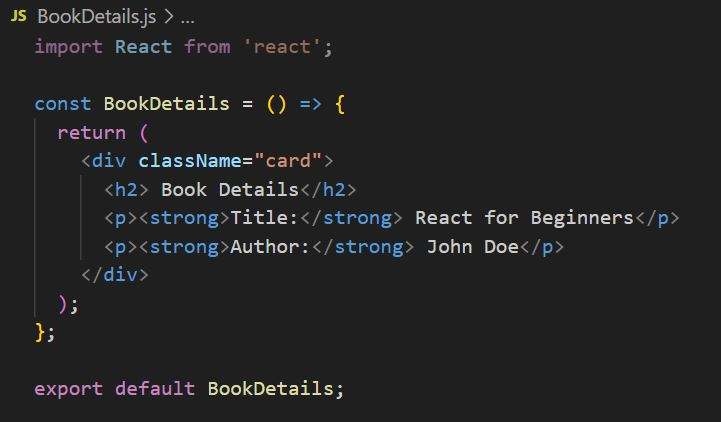 JS BookDetails.js > ...
import React from 'react';
const BookDetails = () => {
return (
<div className="card">
<h2> Book Details</h2>
<p><strong>Title:</strong> React for Beginners</p>
<p><strong>Author:</strong> John Doe</p>
</div>
);
};
export default BookDetails;